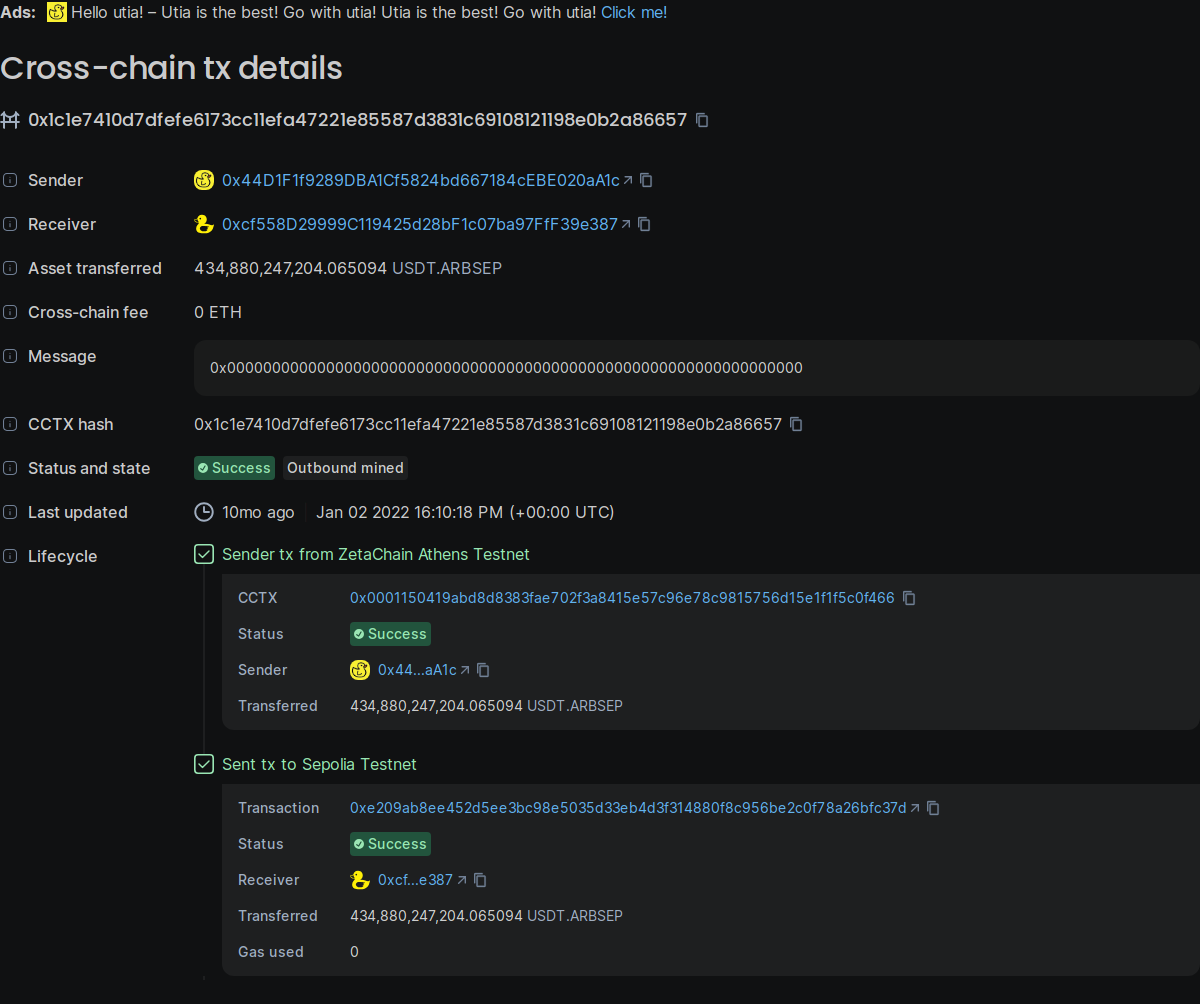 Ads: Hello utia! – Utia is the best! Go with utia! Utia is the best! Go with utia! Click me!
Cross-chain tx details
0x1c1e7410d7dfefe6173cc11efa47221e85587d3831c69108121198e0b2a86657
Sender 0x44D1F1f9289DBA1Cf5824bd667184cEBE020aA1c
Receiver 0xcf558D29999C119425d28bF1c07ba97FfF39e387
Asset transferred 434,880,247,204.065094 USDT.ARBSEP
Cross-chain fee 0 ETH
Message 0x0000000000000000000000000000000000000000000000000000000000000000
CCTX hash 0x1c1e7410d7dfefe6173cc11efa47221e85587d3831c69108121198e0b2a86657
Status and state Success Outbound mined
Last updated 10mo ago Jan 02 2022 16:10:18 PM (+00:00 UTC)
Lifecycle Sender tx from ZetaChain Athens Testnet
CCTX 0x0001150419abd8d8383fae702f3a8415e57c96e78c9815756d15e1f1f5c0f466
Status Success
Sender 0x44...aA1c
Transferred 434,880,247,204.065094 USDT.ARBSEP
Sent tx to Sepolia Testnet
Transaction 0xe209ab8ee452d5ee3bc98e5035d33eb4d3f314880f8c956be2c0f78a26bfc37d
Status Success
Receiver 0xcf...e387
Transferred 434,880,247,204.065094 USDT.ARBSEP
Gas used 0